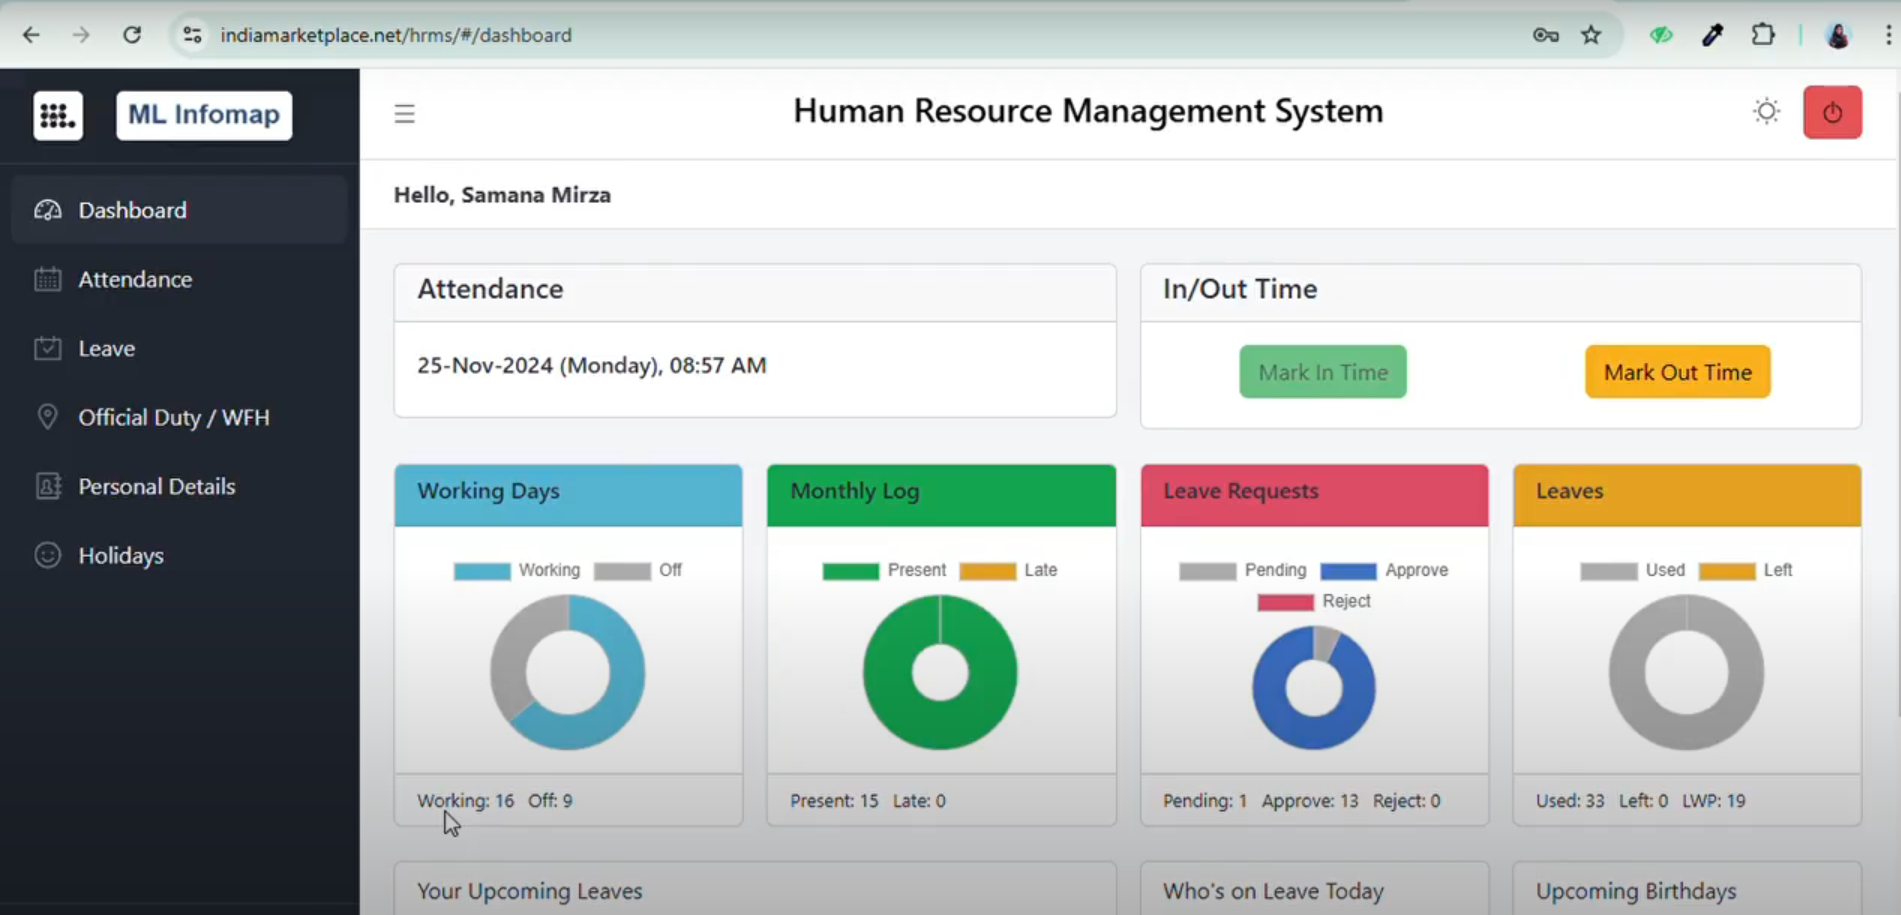 indiamarketplace.net/hrms/#/dashboard
ML Infomap
Human Resource Management System
Hello, Samana Mirza
Dashboard
Attendance
Leave
Official Duty / WFH
Personal Details
Holidays
Attendance
25-Nov-2024 (Monday), 08:57 AM
In/Out Time
Mark In Time
Mark Out Time
Working Days
Working
Off
Working: 16 Off: 9
Monthly Log
Present
Late
Present: 15 Late: 0
Leave Requests
Pending
Approve
Reject
Pending: 1 Approve: 13 Reject: 0
Leaves
Used
Left
Used: 33 Left: 0 LWP: 19
Your Upcoming Leaves
Who's on Leave Today
Upcoming Birthdays